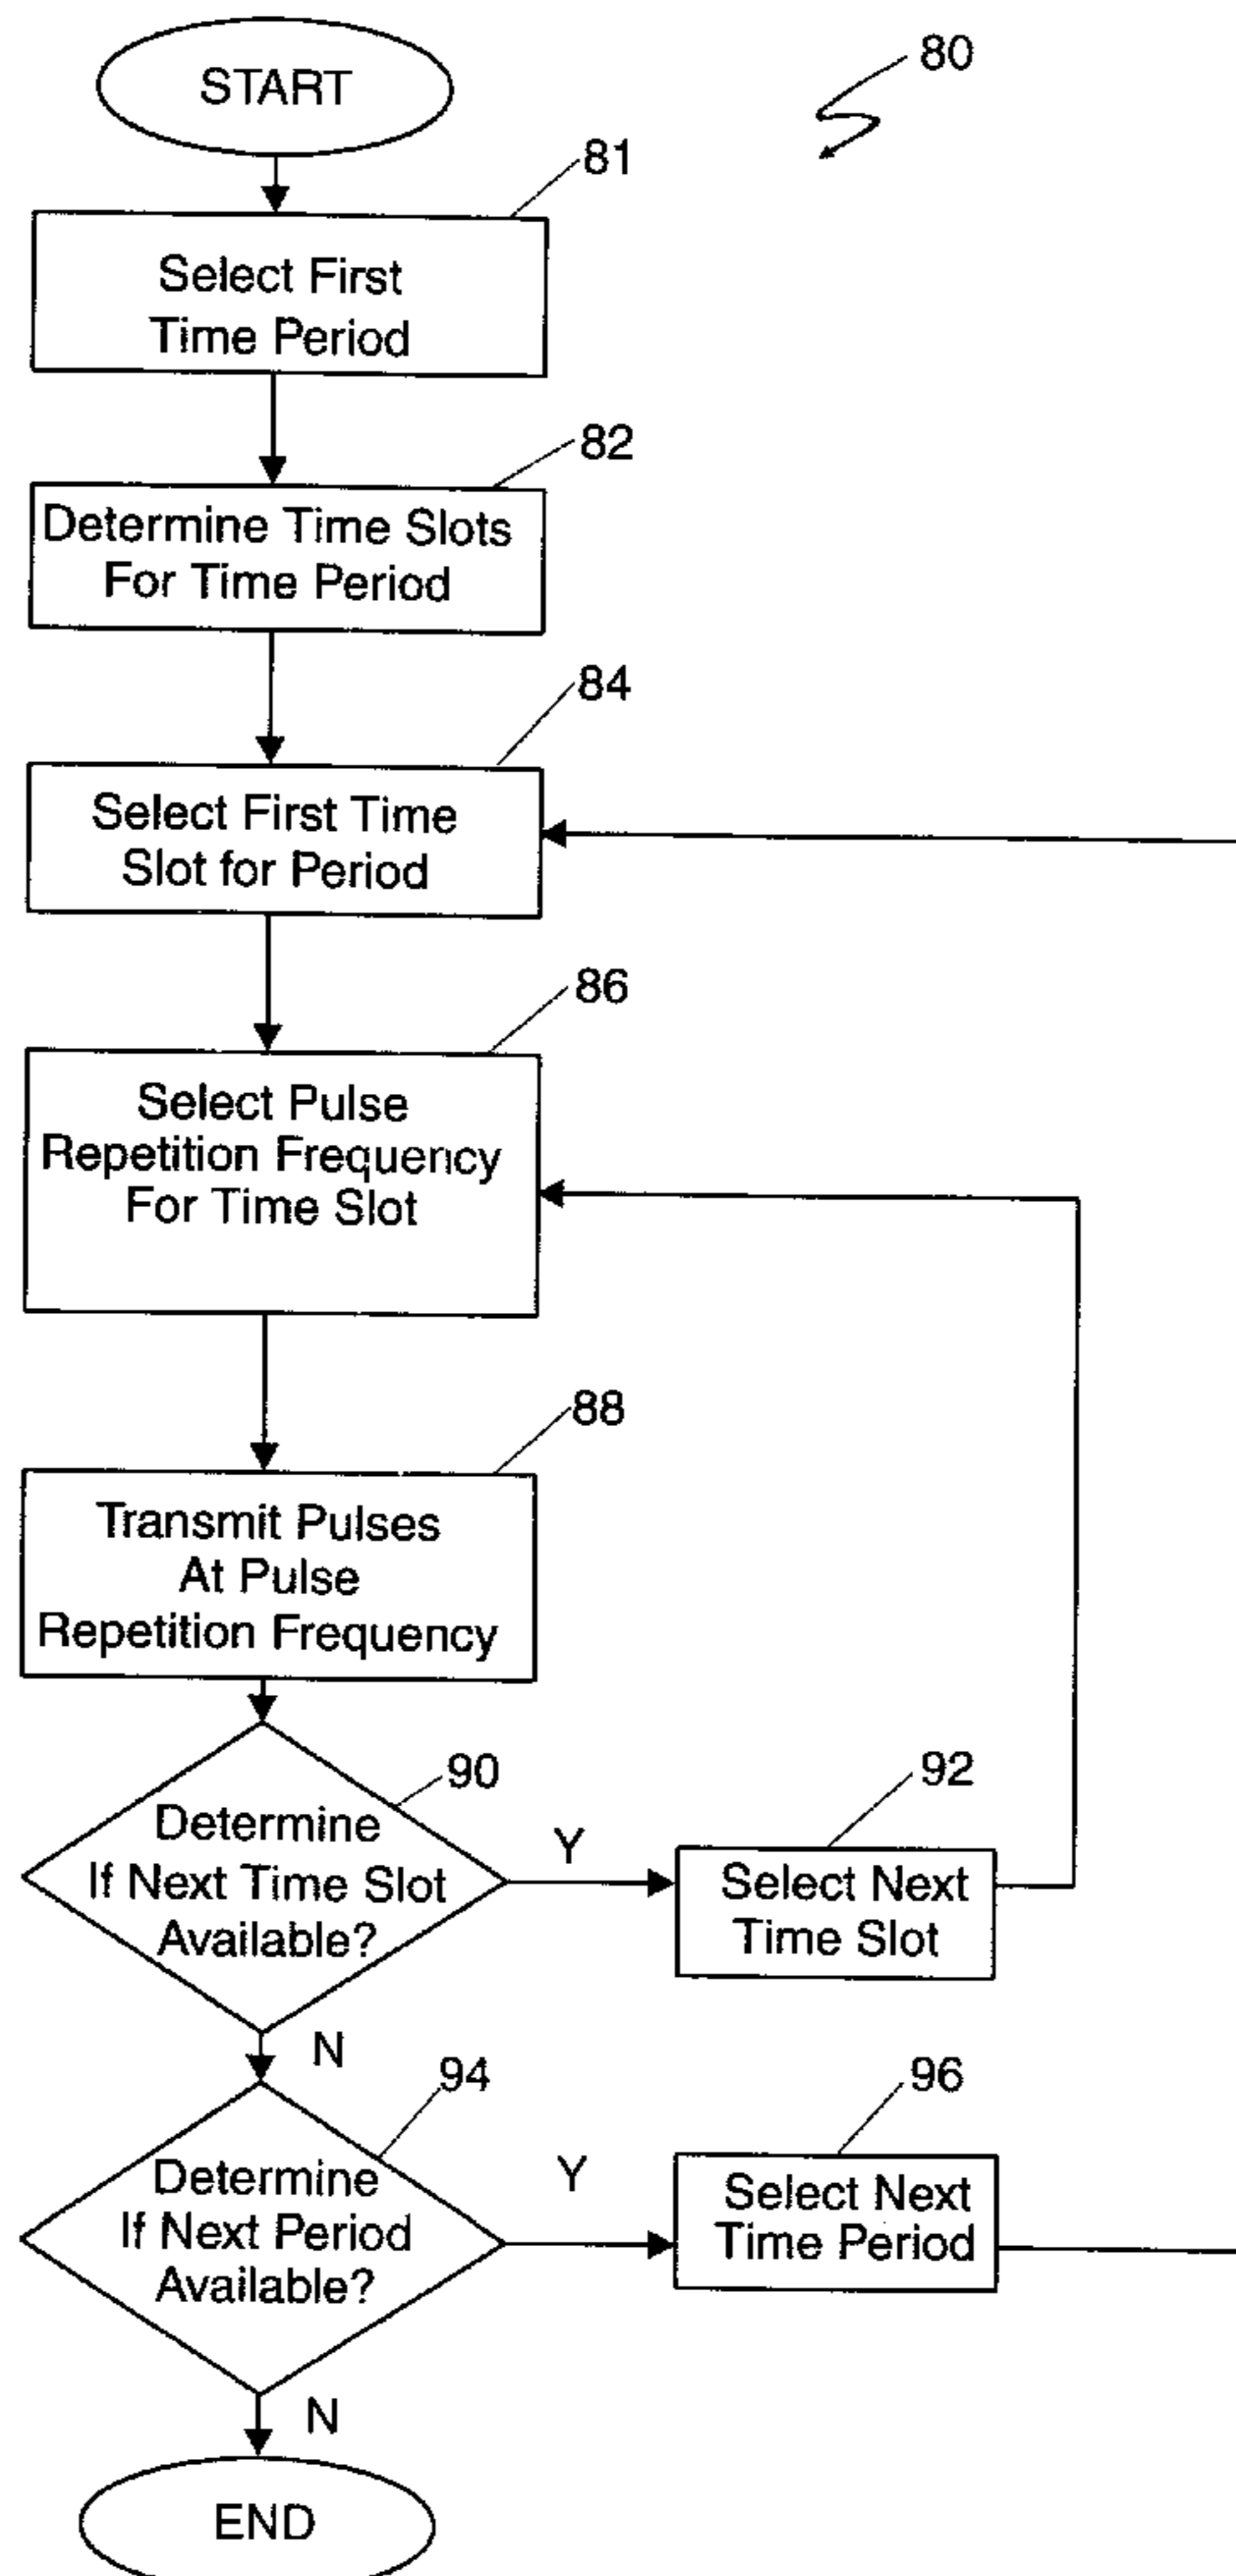 START
80
81
Select First
Time Period
82
Determine Time Slots
For Time Period
84
Select First Time
Slot for Period
86
Select Pulse
Repetition Frequency
For Time Slot
88
Transmit Pulses
At Pulse
Repetition Frequency
90
Determine
If Next Time Slot
Available?
Y
92
Select Next
Time Slot
N
94
Determine
If Next Period
Available?
Y
96
Select Next
Time Period
N
END